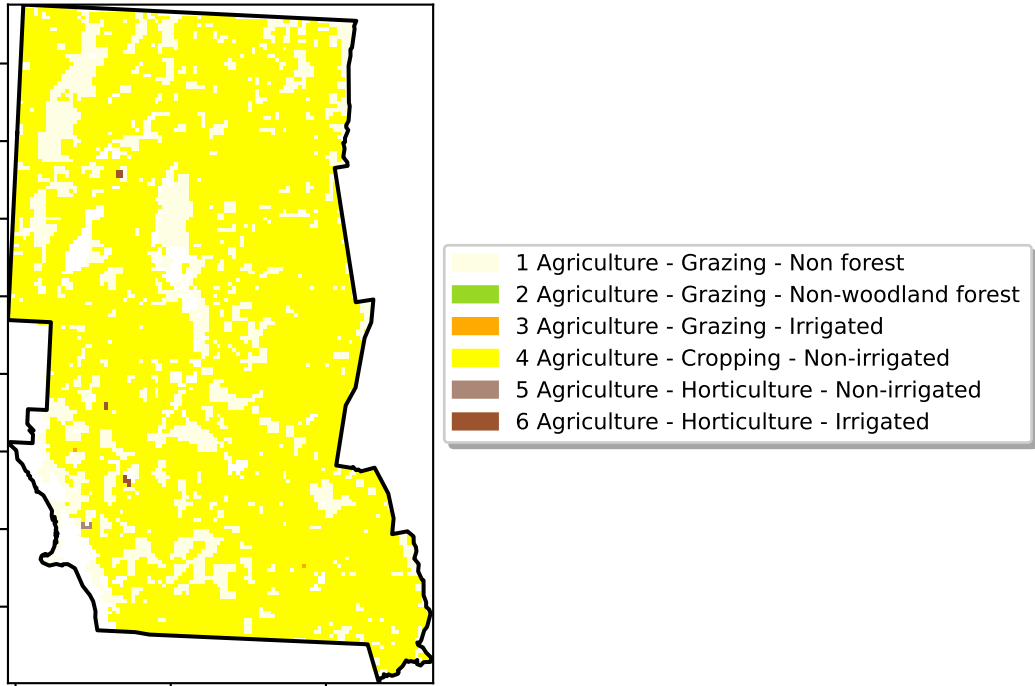 1 Agriculture - Grazing - Non forest
2 Agriculture - Grazing - Non-woodland forest
3 Agriculture - Grazing - Irrigated
4 Agriculture - Cropping - Non-irrigated
5 Agriculture - Horticulture - Non-irrigated
6 Agriculture - Horticulture - Irrigated